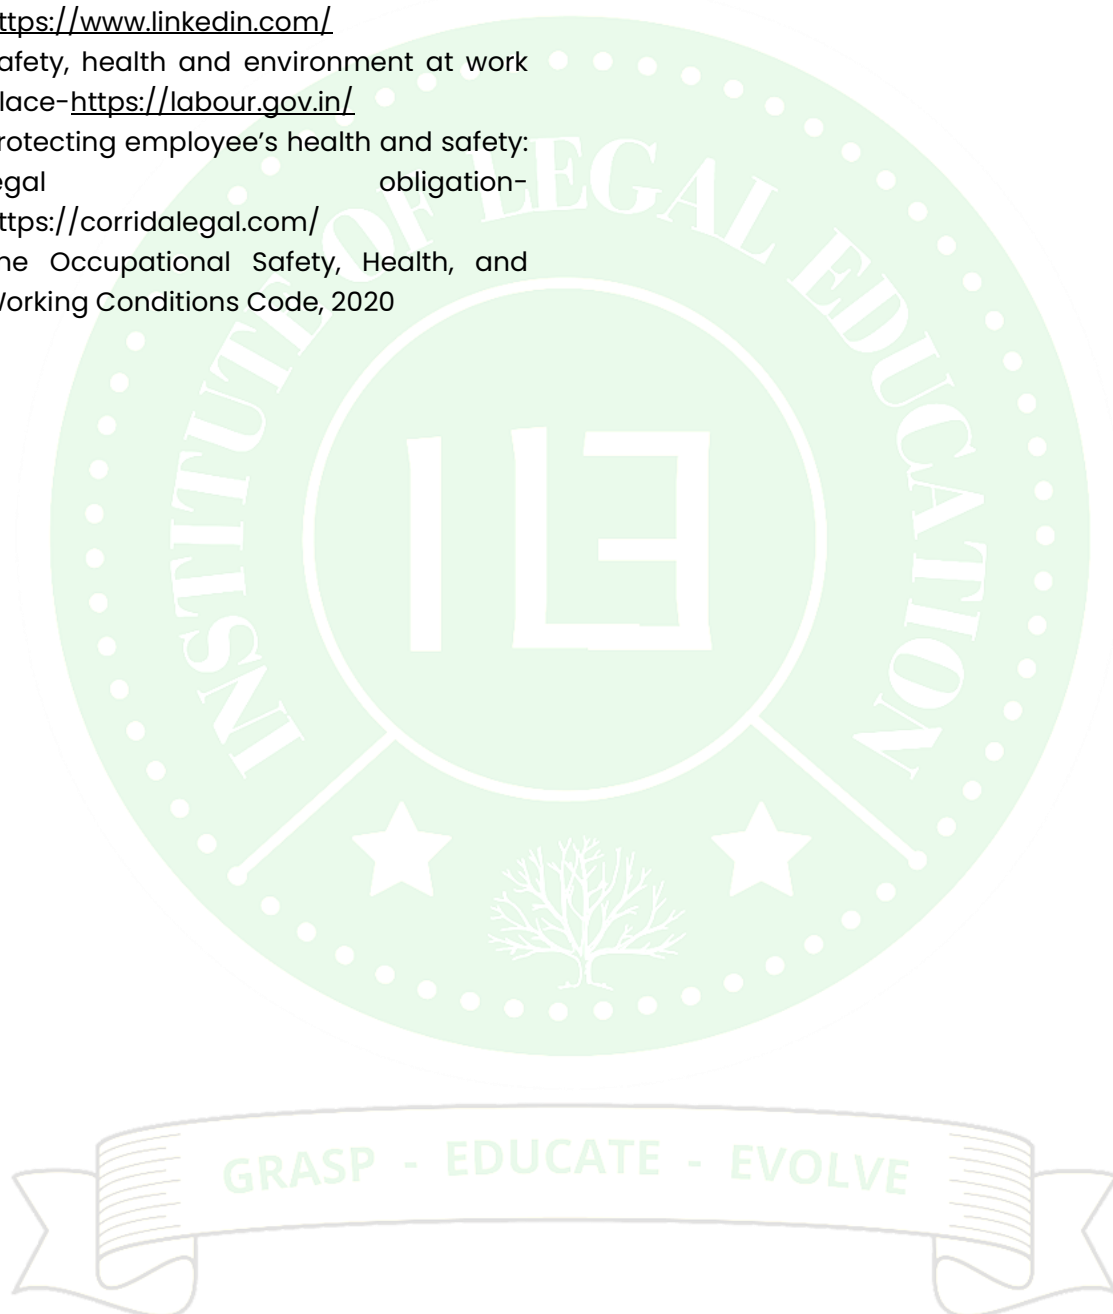 ttps://www.linkedin.com/
afety, health and environment at work
lace-https://labour.gov.in/
rotecting employee’s health and safety:
egal obligation-
ttps://corridalegal.com/
he Occupational Safety, Health, and
Working Conditions Code, 2020
INSTITUTE OF LEGAL EDUCATION
ILE
GRASP - EDUCATE - EVOLVE